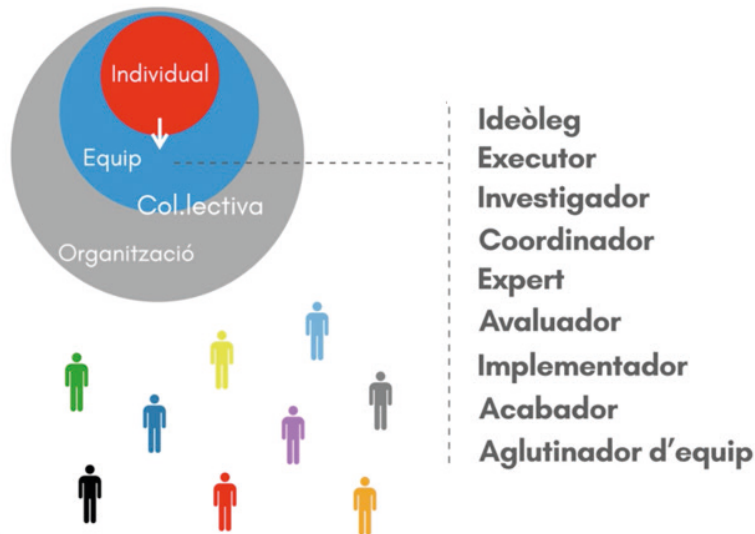 Individual
Equip
Col.lectiva
Organització
Ideòleg
Executor
Investigador
Coordinador
Expert
Avaluador
Implementador
Acabador
Aglutinador d’equip